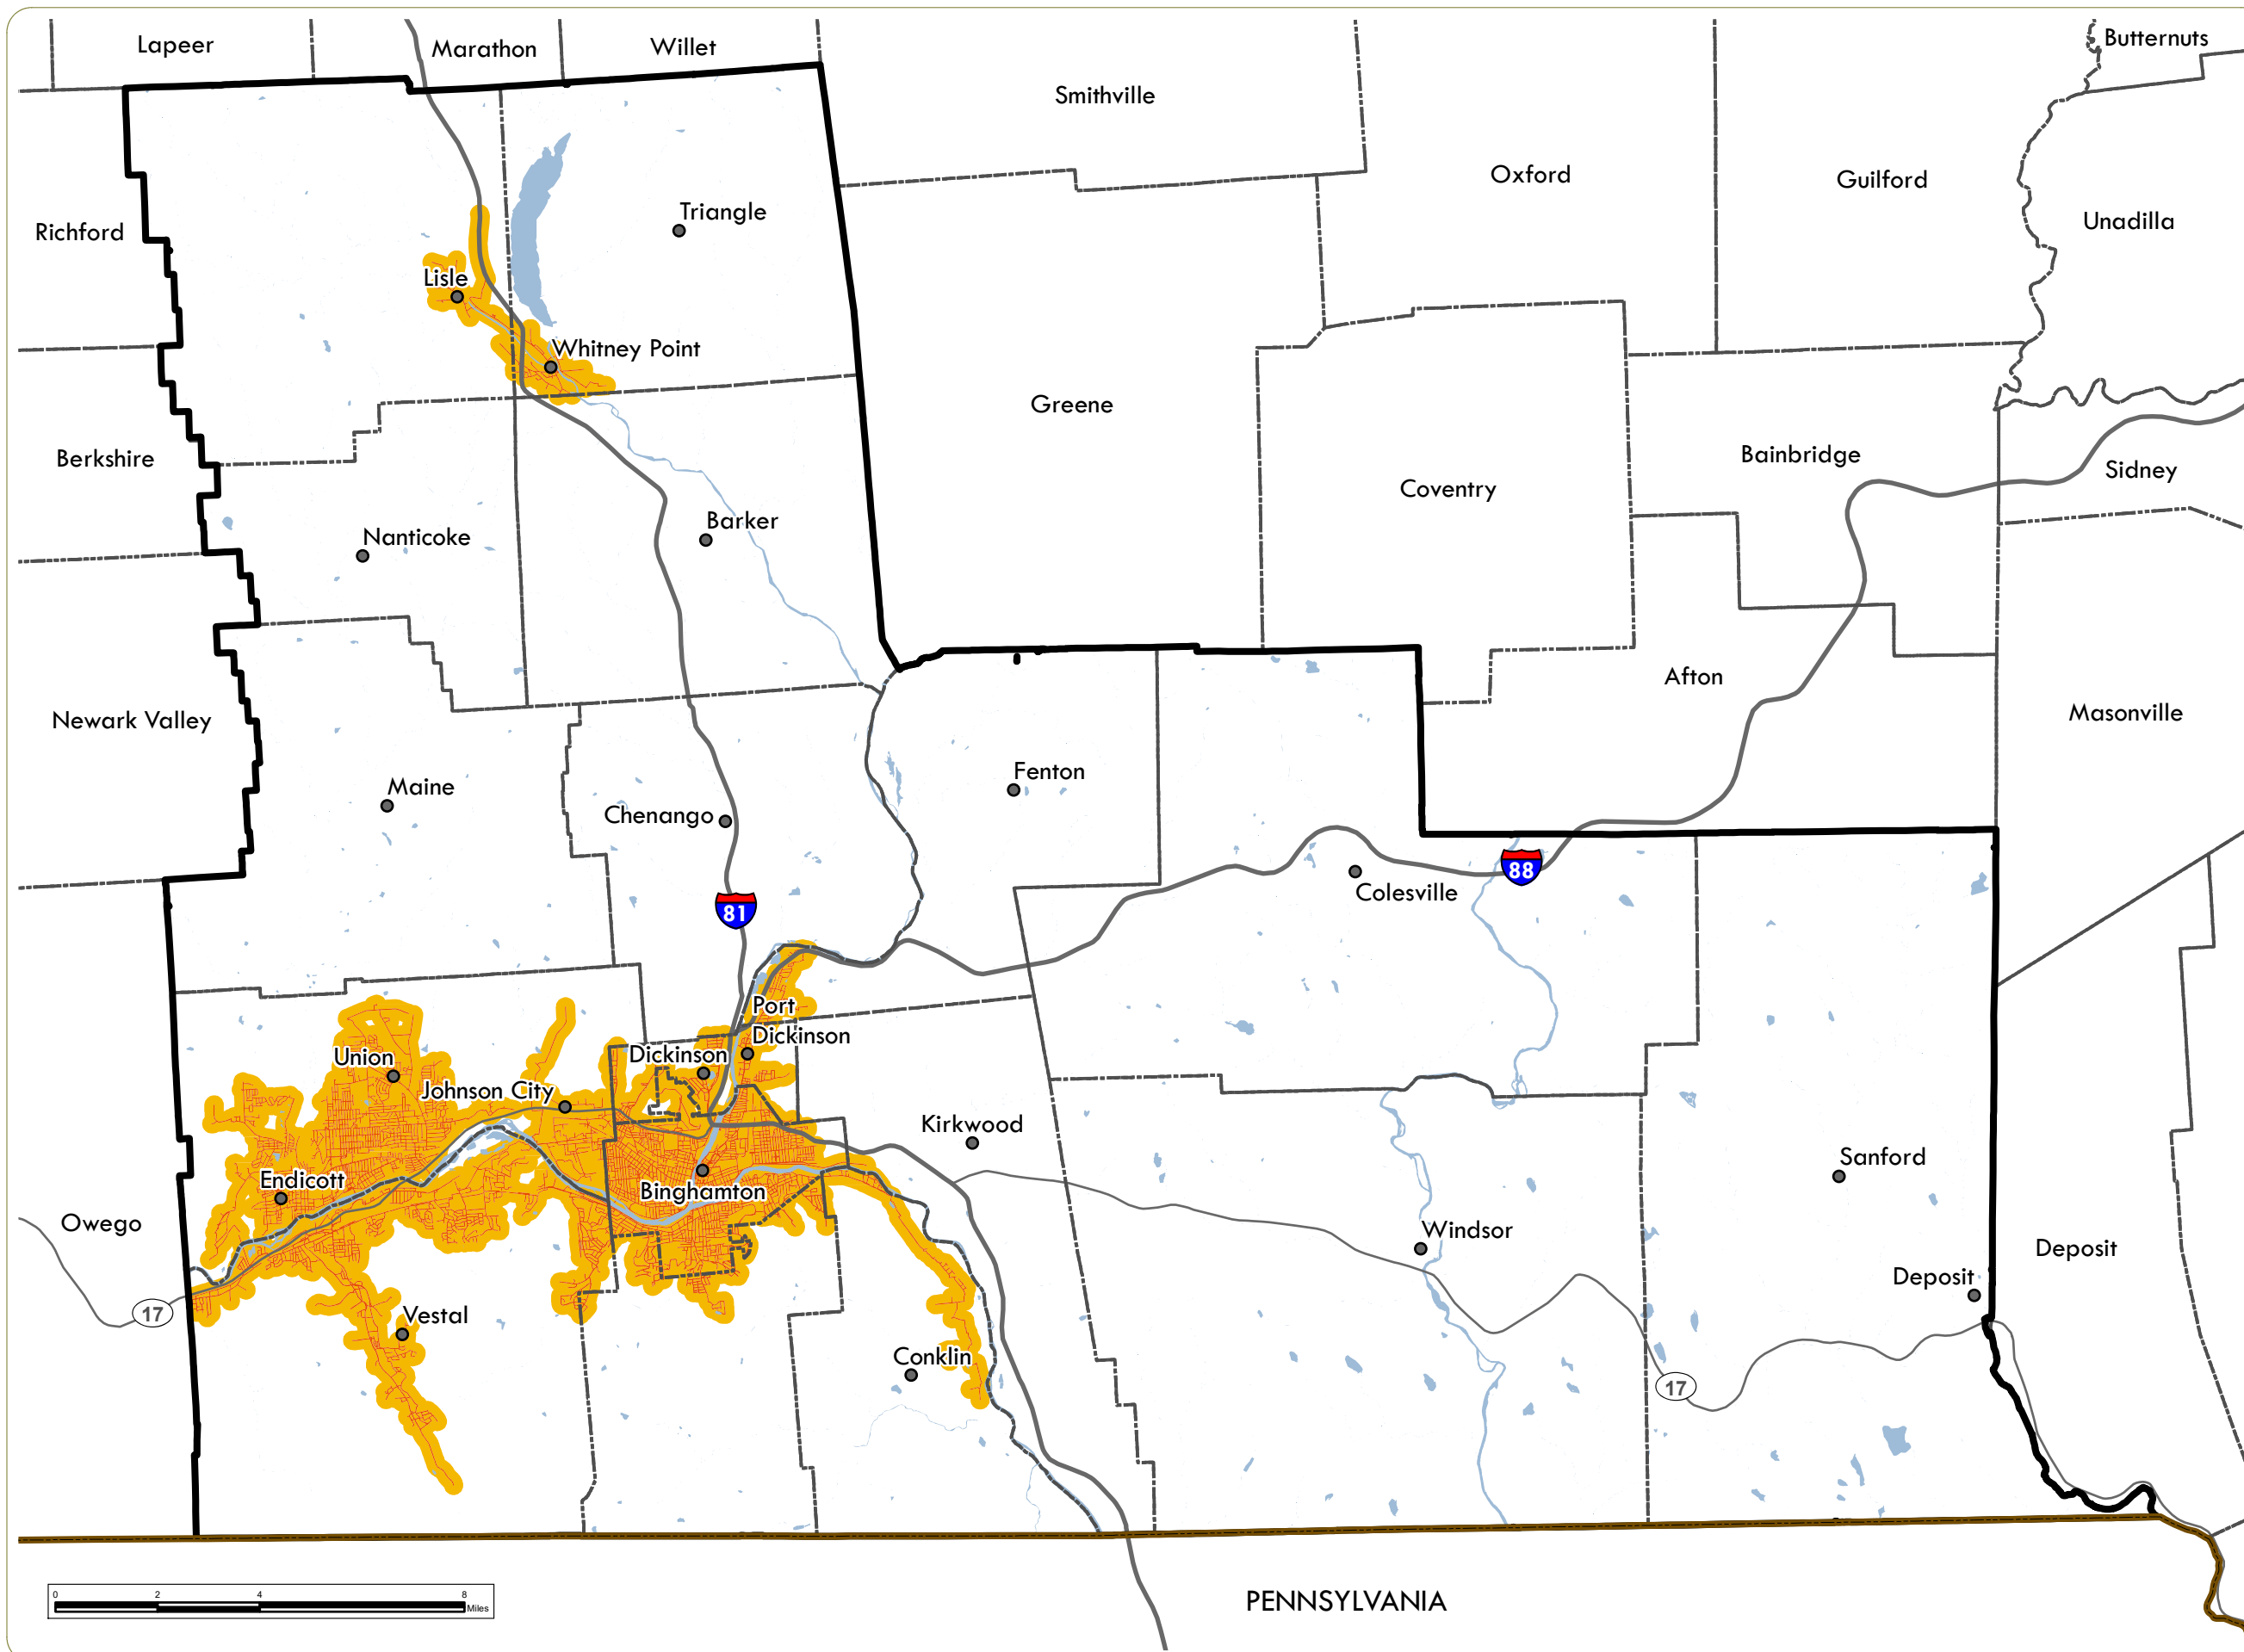 Lapeer
Marathon
Willet
Butternuts
Smithville
Oxford
Guilford
Unadilla
Triangle
Richford
Lisle
Whitney Point
Greene
Berkshire
Bainbridge
Sidney
Coventry
Barker
Nanticoke
Afton
Newark Valley
Masonville
Fenton
Maine
Chenango
88
Colesville
81
Port
Dickinson
Union
Dickinson
Johnson City
Kirkwood
Sanford
Endicott
Binghamton
Owego
Windsor
Deposit
Deposit
17
Vestal
Conklin
17
0 2 4 8
Miles
PENNSYLVANIA